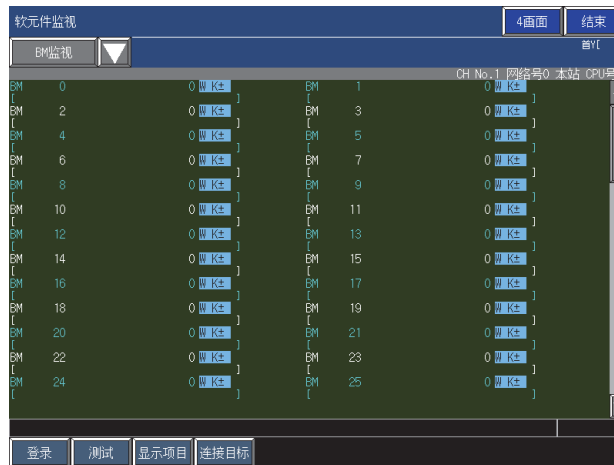 软元件监视 4画面 结束
BM监视 首Y[
CH No.1 网络号0 本站 CPU号
BM 0 0 W K± BM 1 0 W K±
[ ] [ ]
BM 2 0 W K± BM 3 0 W K±
[ ] [ ]
BM 4 0 W K± BM 5 0 W K±
[ ] [ ]
BM 6 0 W K± BM 7 0 W K±
[ ] [ ]
BM 8 0 W K± BM 9 0 W K±
[ ] [ ]
BM 10 0 W K± BM 11 0 W K±
[ ] [ ]
BM 12 0 W K± BM 13 0 W K±
[ ] [ ]
BM 14 0 W K± BM 15 0 W K±
[ ] [ ]
BM 16 0 W K± BM 17 0 W K±
[ ] [ ]
BM 18 0 W K± BM 19 0 W K±
[ ] [ ]
BM 20 0 W K± BM 21 0 W K±
[ ] [ ]
BM 22 0 W K± BM 23 0 W K±
[ ] [ ]
BM 24 0 W K± BM 25 0 W K±
[ ] [ ]
登录 测试 显示项目 连接目标